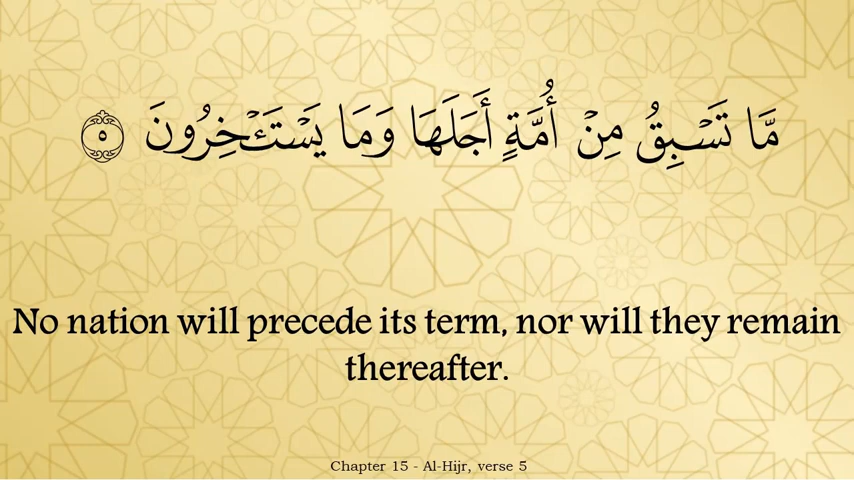 مَّا تَسْبِقُ مِنْ أُمَّةٍ أَجَلَهَا وَمَا يَسْتَـْٔخِرُونَ ٥
No nation will precede its term, nor will they remain
thereafter.
Chapter 15 - Al-Hijr, verse 5